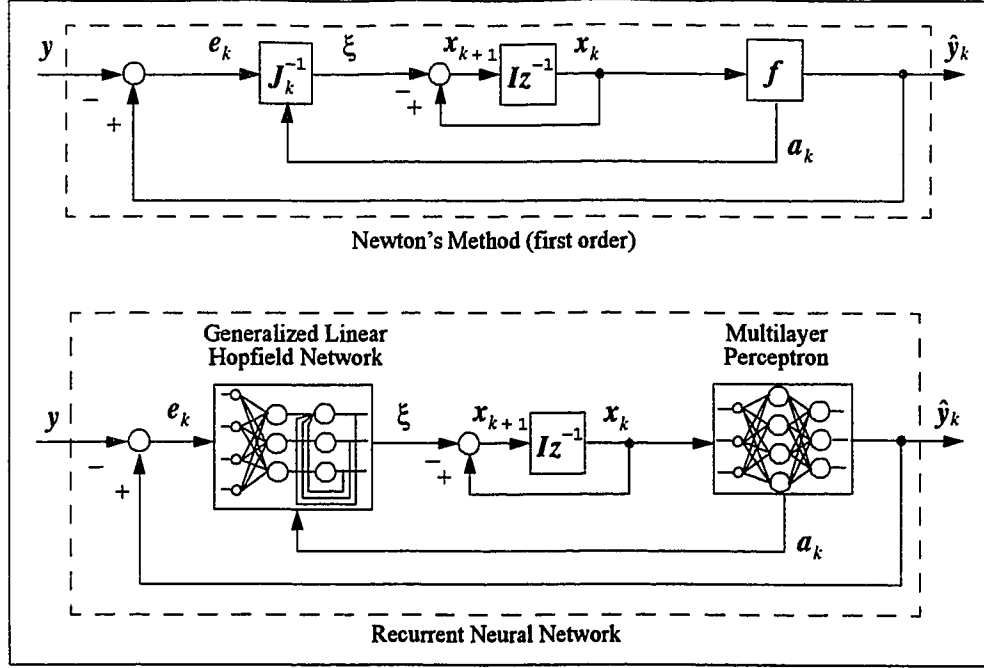 y
−
+
e_k
J_k^{-1}
ξ
−
+
x_{k+1}
Iz^{-1}
x_k
f
a_k
ŷ_k
Newton's Method (first order)
Generalized Linear
Hopfield Network
Multilayer
Perceptron
y
−
+
e_k
ξ
−
+
x_{k+1}
Iz^{-1}
x_k
a_k
ŷ_k
Recurrent Neural Network